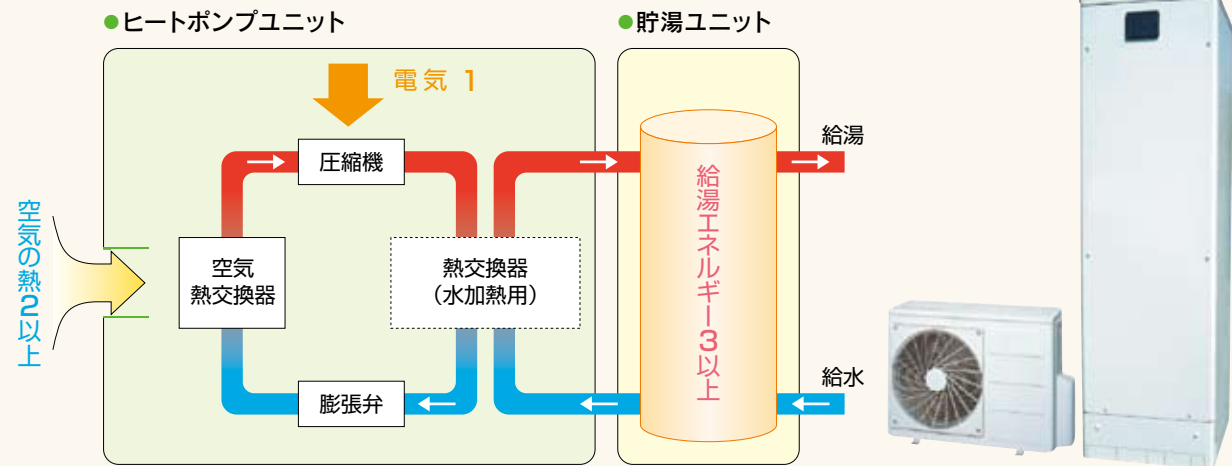 ●ヒートポンプユニット
●貯湯ユニット
電気 1
圧縮機
給湯
空気の熱2以上
空気
熱交換器
熱交換器
（水加熱用）
給湯エネルギー3以上
膨張弁
給水